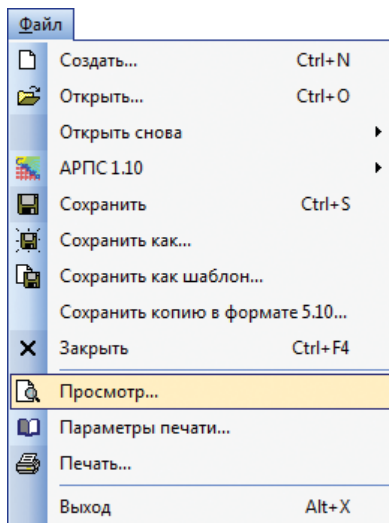 Файл
Создать... Ctrl+N
Открыть... Ctrl+O
Открыть снова
АРПС 1.10
Сохранить Ctrl+S
Сохранить как...
Сохранить как шаблон...
Сохранить копию в формате 5.10...
Закрыть Ctrl+F4
Просмотр...
Параметры печати...
Печать...
Выход Alt+X